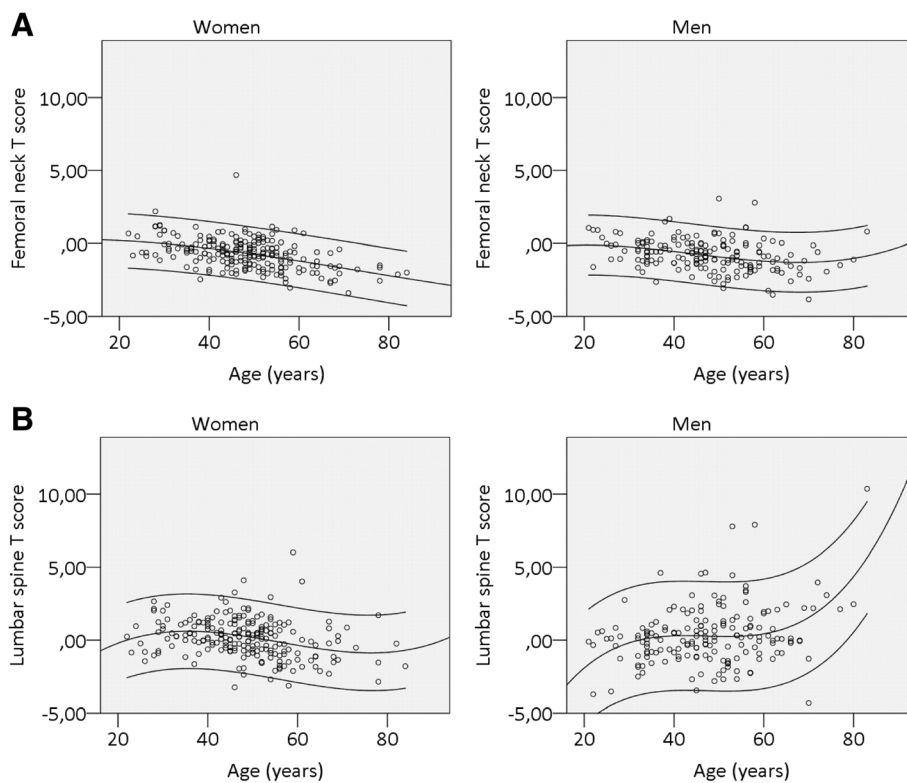 A
Women
Men
Femoral neck T score
10,00
5,00
,00
-5,00
20
40
60
80
Age (years)
Femoral neck T score
10,00
5,00
,00
-5,00
20
40
60
80
Age (years)
B
Women
Men
Lumbar spine T score
10,00
5,00
,00
-5,00
20
40
60
80
Age (years)
Lumbar spine T score
10,00
5,00
,00
-5,00
20
40
60
80
Age (years)